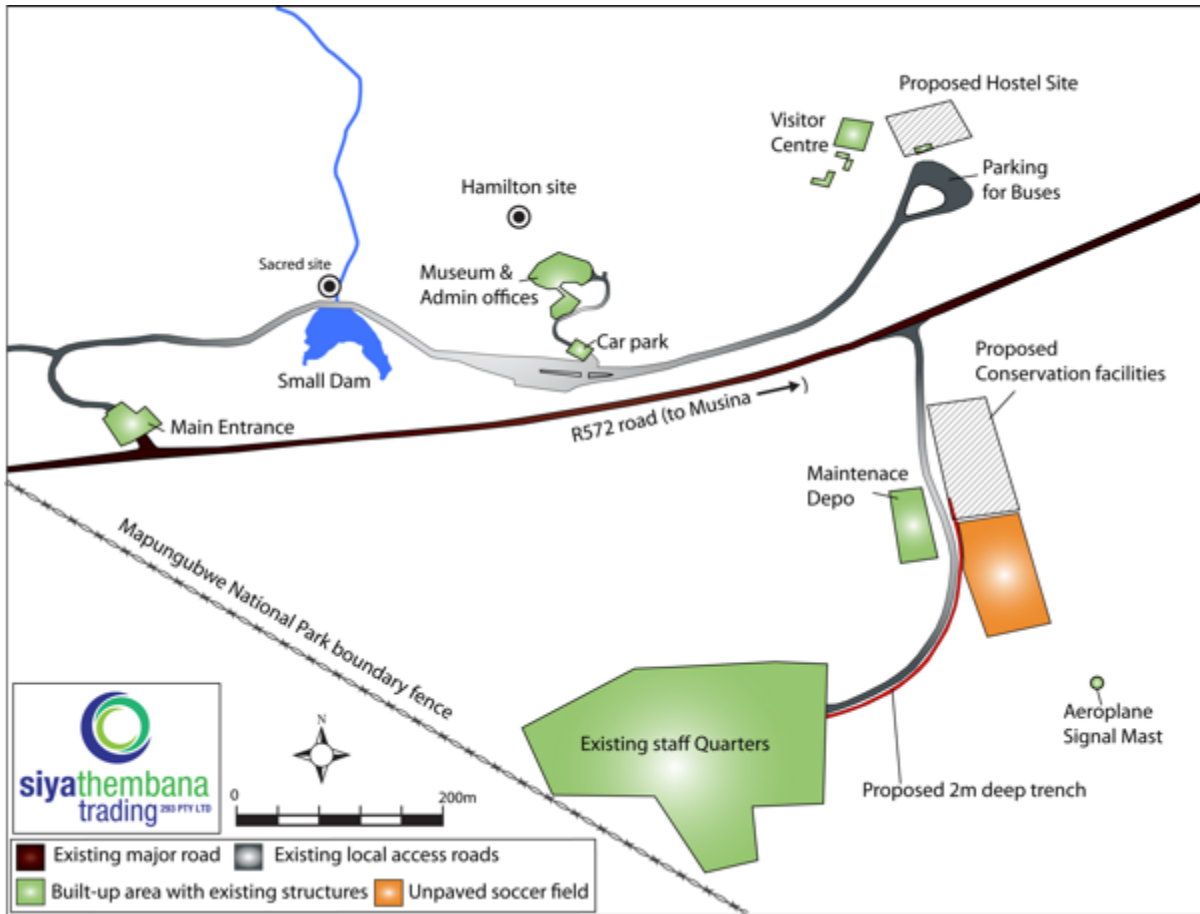 Proposed Hostel Site
Visitor
Centre
Parking
for Buses
Hamilton site
Sacred site
Museum &
Admin offices
Car park
Small Dam
Main Entrance
R572 road (to Musina → )
Proposed
Conservation facilities
Maintenace
Depo
Mapungubwe National Park boundary fence
Existing staff Quarters
Aeroplane
Signal Mast
Proposed 2m deep trench
siyathembana
trading 293 PTY LTD
N
0 200m
Existing major road
Existing local access roads
Built-up area with existing structures
Unpaved soccer field